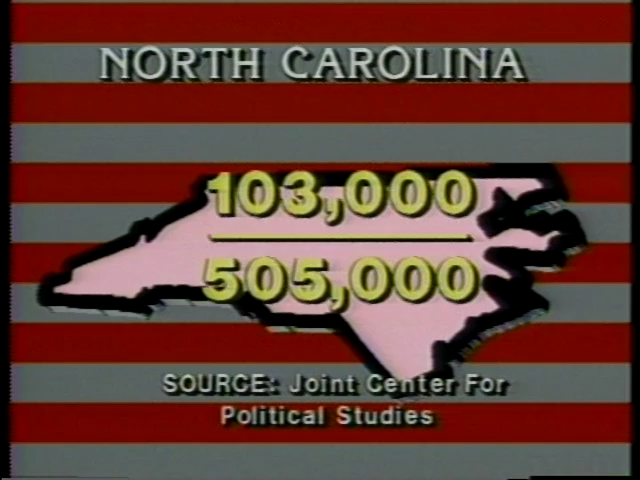 NORTH CAROLINA
103,000
505,000
SOURCE: Joint Center For
Political Studies